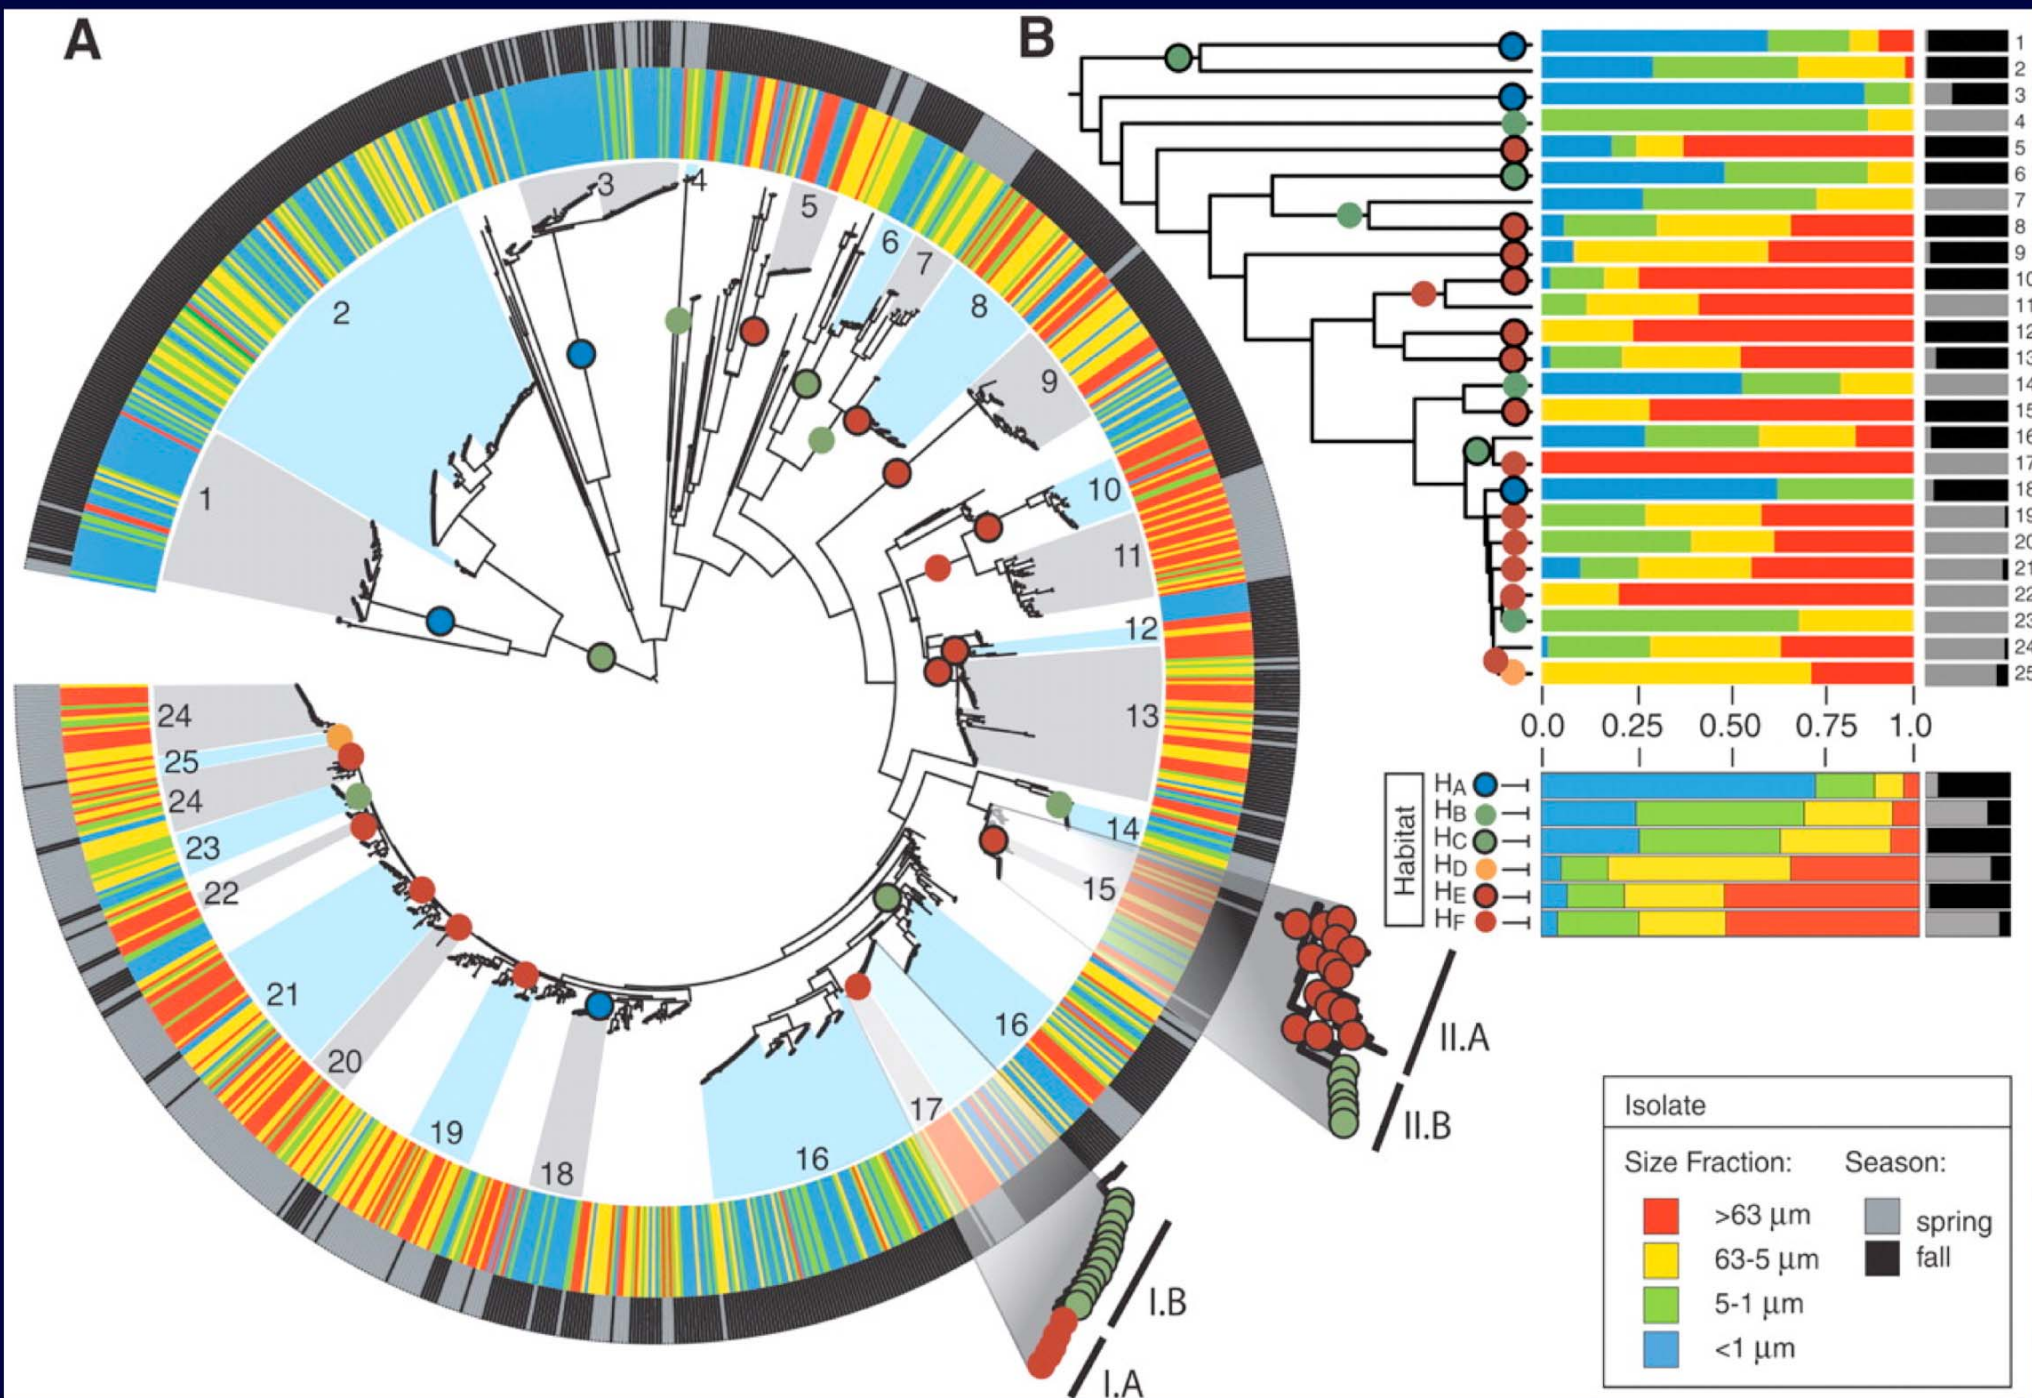 A
1
2
3
4
5
6
7
8
9
10
11
12
13
14
15
16
17
16
18
19
20
21
22
23
24
25
24
I.A
I.B
II.A
II.B
B
1
2
3
4
5
6
7
8
9
10
11
12
13
14
15
16
17
18
19
20
21
22
23
24
25
0.0 0.25 0.50 0.75 1.0
Habitat
HA
HB
HC
HD
HE
HF
Isolate
Size Fraction: Season:
>63 μm spring
63-5 μm fall
5-1 μm
<1 μm